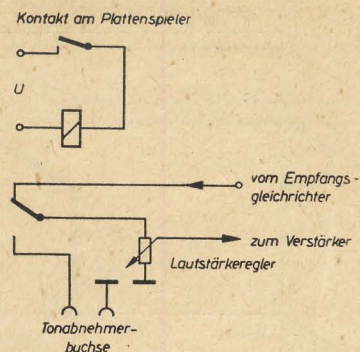 Kontakt am Plattenspieler
U
vom Empfangs-
gleichrichter
zum Verstärker
Lautstärkeregler
Tonabnehmer-
buchse